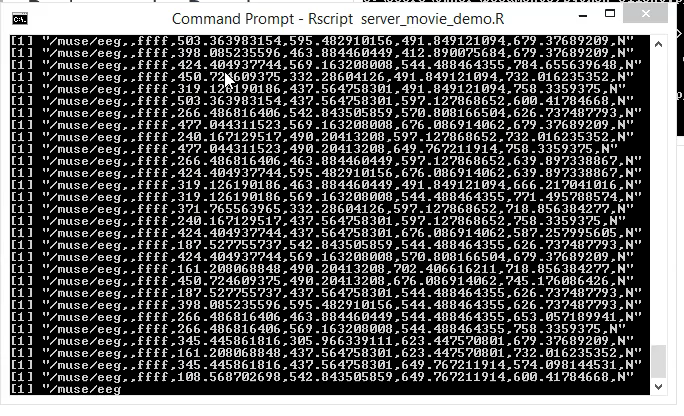 Command Prompt - Rscript server_movie_demo.R
[1] "/muse/eeg,,ffff,503.363983154,595.482910156,491.849121094,679.37689209,N"
[1] "/muse/eeg,,ffff,398.085235596,463.884460449,412.890075684,679.37689209,N"
[1] "/muse/eeg,,ffff,424.404937744,569.163208008,544.488464355,784.655639648,N"
[1] "/muse/eeg,,ffff,450.724609375,332.28604126,491.849121094,732.016235352,N"
[1] "/muse/eeg,,ffff,319.126190186,437.564758301,491.849121094,758.3359375,N"
[1] "/muse/eeg,,ffff,503.363983154,437.564758301,597.127868652,600.41784668,N"
[1] "/muse/eeg,,ffff,266.486816406,542.843505859,570.808166504,626.737487793,N"
[1] "/muse/eeg,,ffff,477.044311523,490.20413208,676.086914062,679.37689209,N"
[1] "/muse/eeg,,ffff,240.167129517,490.20413208,597.127868652,732.016235352,N"
[1] "/muse/eeg,,ffff,477.044311523,490.20413208,649.767211914,758.3359375,N"
[1] "/muse/eeg,,ffff,266.486816406,463.884460449,597.127868652,639.897338867,N"
[1] "/muse/eeg,,ffff,424.404937744,595.482910156,676.086914062,639.897338867,N"
[1] "/muse/eeg,,ffff,319.126190186,463.884460449,491.849121094,666.217041016,N"
[1] "/muse/eeg,,ffff,319.126190186,569.163208008,544.488464355,771.495788574,N"
[1] "/muse/eeg,,ffff,371.765563965,332.28604126,597.127868652,718.856384277,N"
[1] "/muse/eeg,,ffff,240.167129517,437.564758301,597.127868652,758.3359375,N"
[1] "/muse/eeg,,ffff,424.404937744,437.564758301,676.086914062,587.257995605,N"
[1] "/muse/eeg,,ffff,187.527755737,542.843505859,544.488464355,626.737487793,N"
[1] "/muse/eeg,,ffff,424.404937744,542.843505859,570.808166504,679.37689209,N"
[1] "/muse/eeg,,ffff,161.208068848,490.20413208,702.406616211,718.856384277,N"
[1] "/muse/eeg,,ffff,450.724609375,490.20413208,676.086914062,745.176086426,N"
[1] "/muse/eeg,,ffff,187.527755737,437.564758301,544.488464355,626.737487793,N"
[1] "/muse/eeg,,ffff,398.085235596,595.482910156,544.488464355,626.737487793,N"
[1] "/muse/eeg,,ffff,266.486816406,463.884460449,544.488464355,653.057189941,N"
[1] "/muse/eeg,,ffff,266.486816406,569.163208008,544.488464355,758.3359375,N"
[1] "/muse/eeg,,ffff,345.445861816,305.966339111,623.447570801,679.37689209,N"
[1] "/muse/eeg,,ffff,161.208068848,437.564758301,623.447570801,732.016235352,N"
[1] "/muse/eeg,,ffff,345.445861816,437.564758301,649.767211914,574.098144531,N"
[1] "/muse/eeg,,ffff,108.568702698,542.843505859,649.767211914,600.41784668,N"
[1] "/muse/eeg